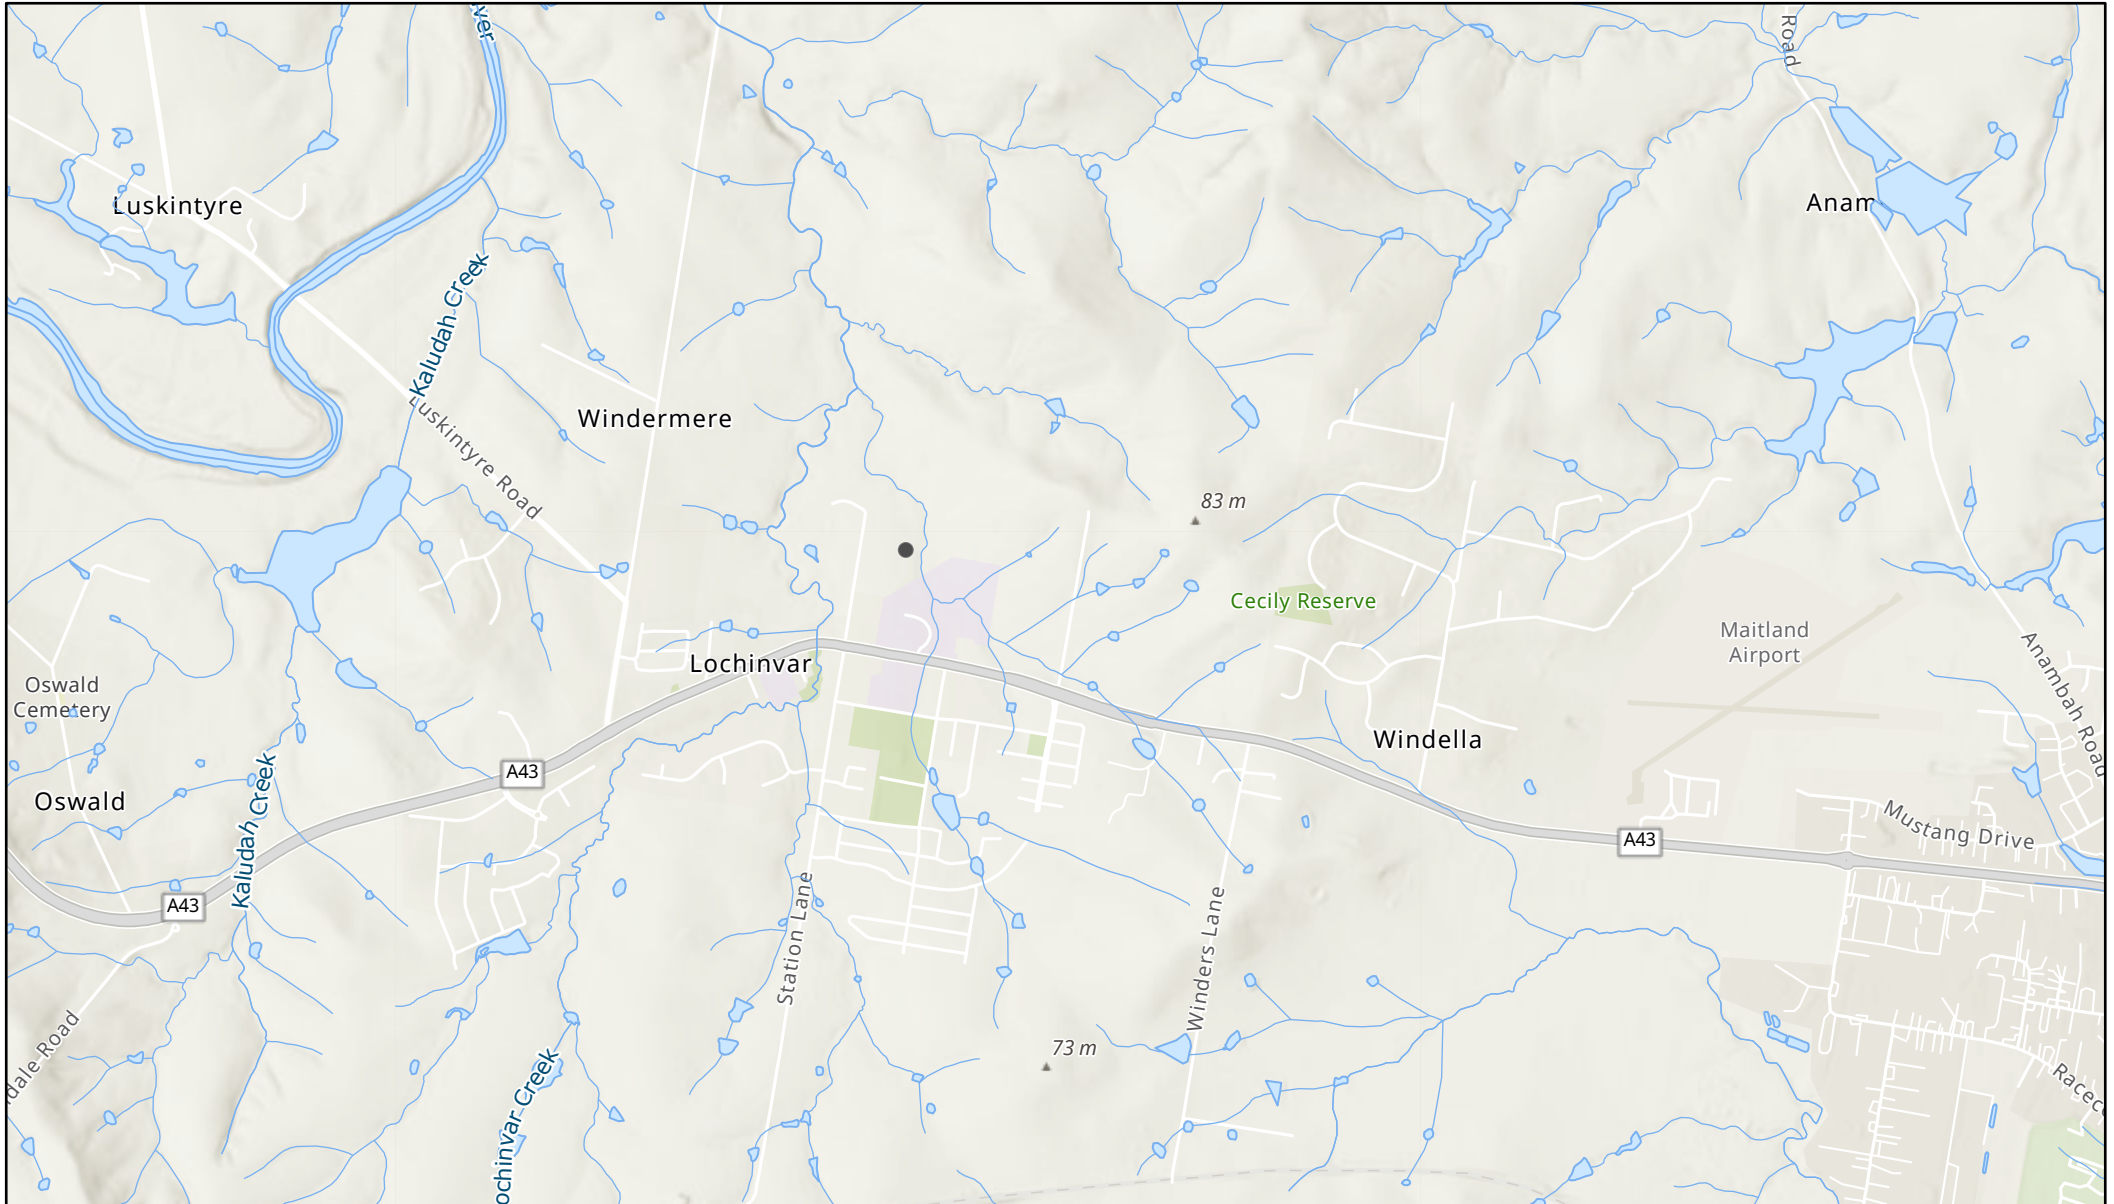 ver
Road
Luskintyre
Anam
Kaludah Creek
Luskintyre Road
Windermere
83 m
Cecily Reserve
Maitland
Airport
Anambah Road
Lochinvar
Oswald
Cemetery
Windella
A43
Oswald
Kaludah Creek
A43
Mustang Drive
A43
Station Lane
Winders Lane
73 m
dale Road
ochinvar Creek
Racec